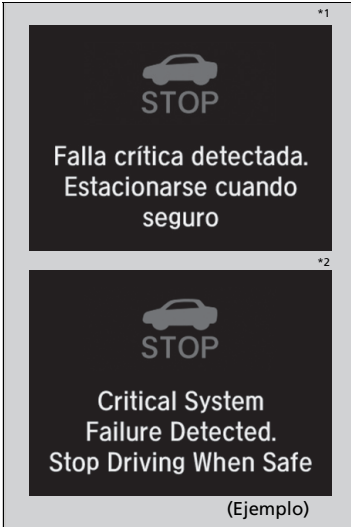 *1
STOP
Falla crítica detectada.
Estacionarse cuando
seguro
*2
STOP
Critical System
Failure Detected.
Stop Driving When Safe
(Ejemplo)